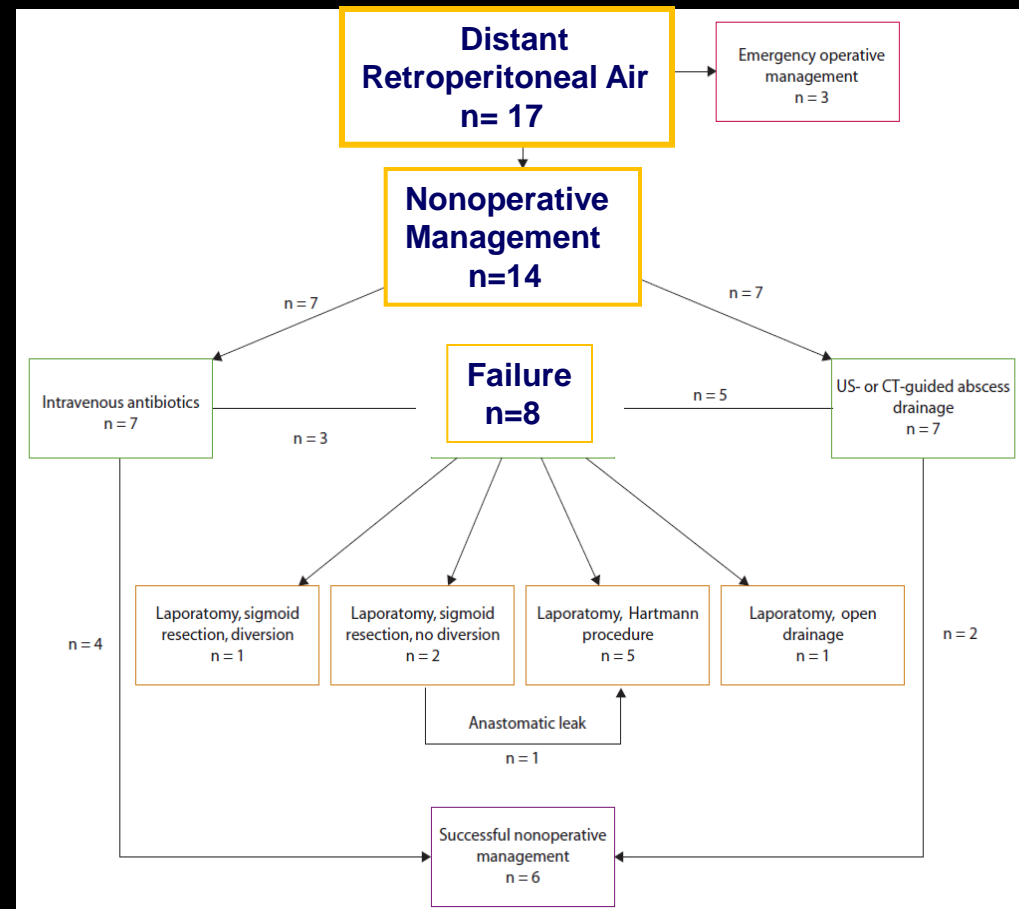 Distant
Retroperitoneal Air
n= 17
Emergency operative
management
n = 3
Nonoperative
Management
n=14
n = 7
n = 7
Intravenous antibiotics
n = 7
n = 3
Failure
n=8
n = 5
US- or CT-guided abscess
drainage
n = 7
Laporatomy, sigmoid
resection, diversion
n = 1
Laporatomy, sigmoid
resection, no diversion
n = 2
Laporatomy, Hartmann
procedure
n = 5
Laporatomy, open
drainage
n = 1
n = 4
n = 2
Anastomatic leak
n = 1
Successful nonoperative
management
n = 6